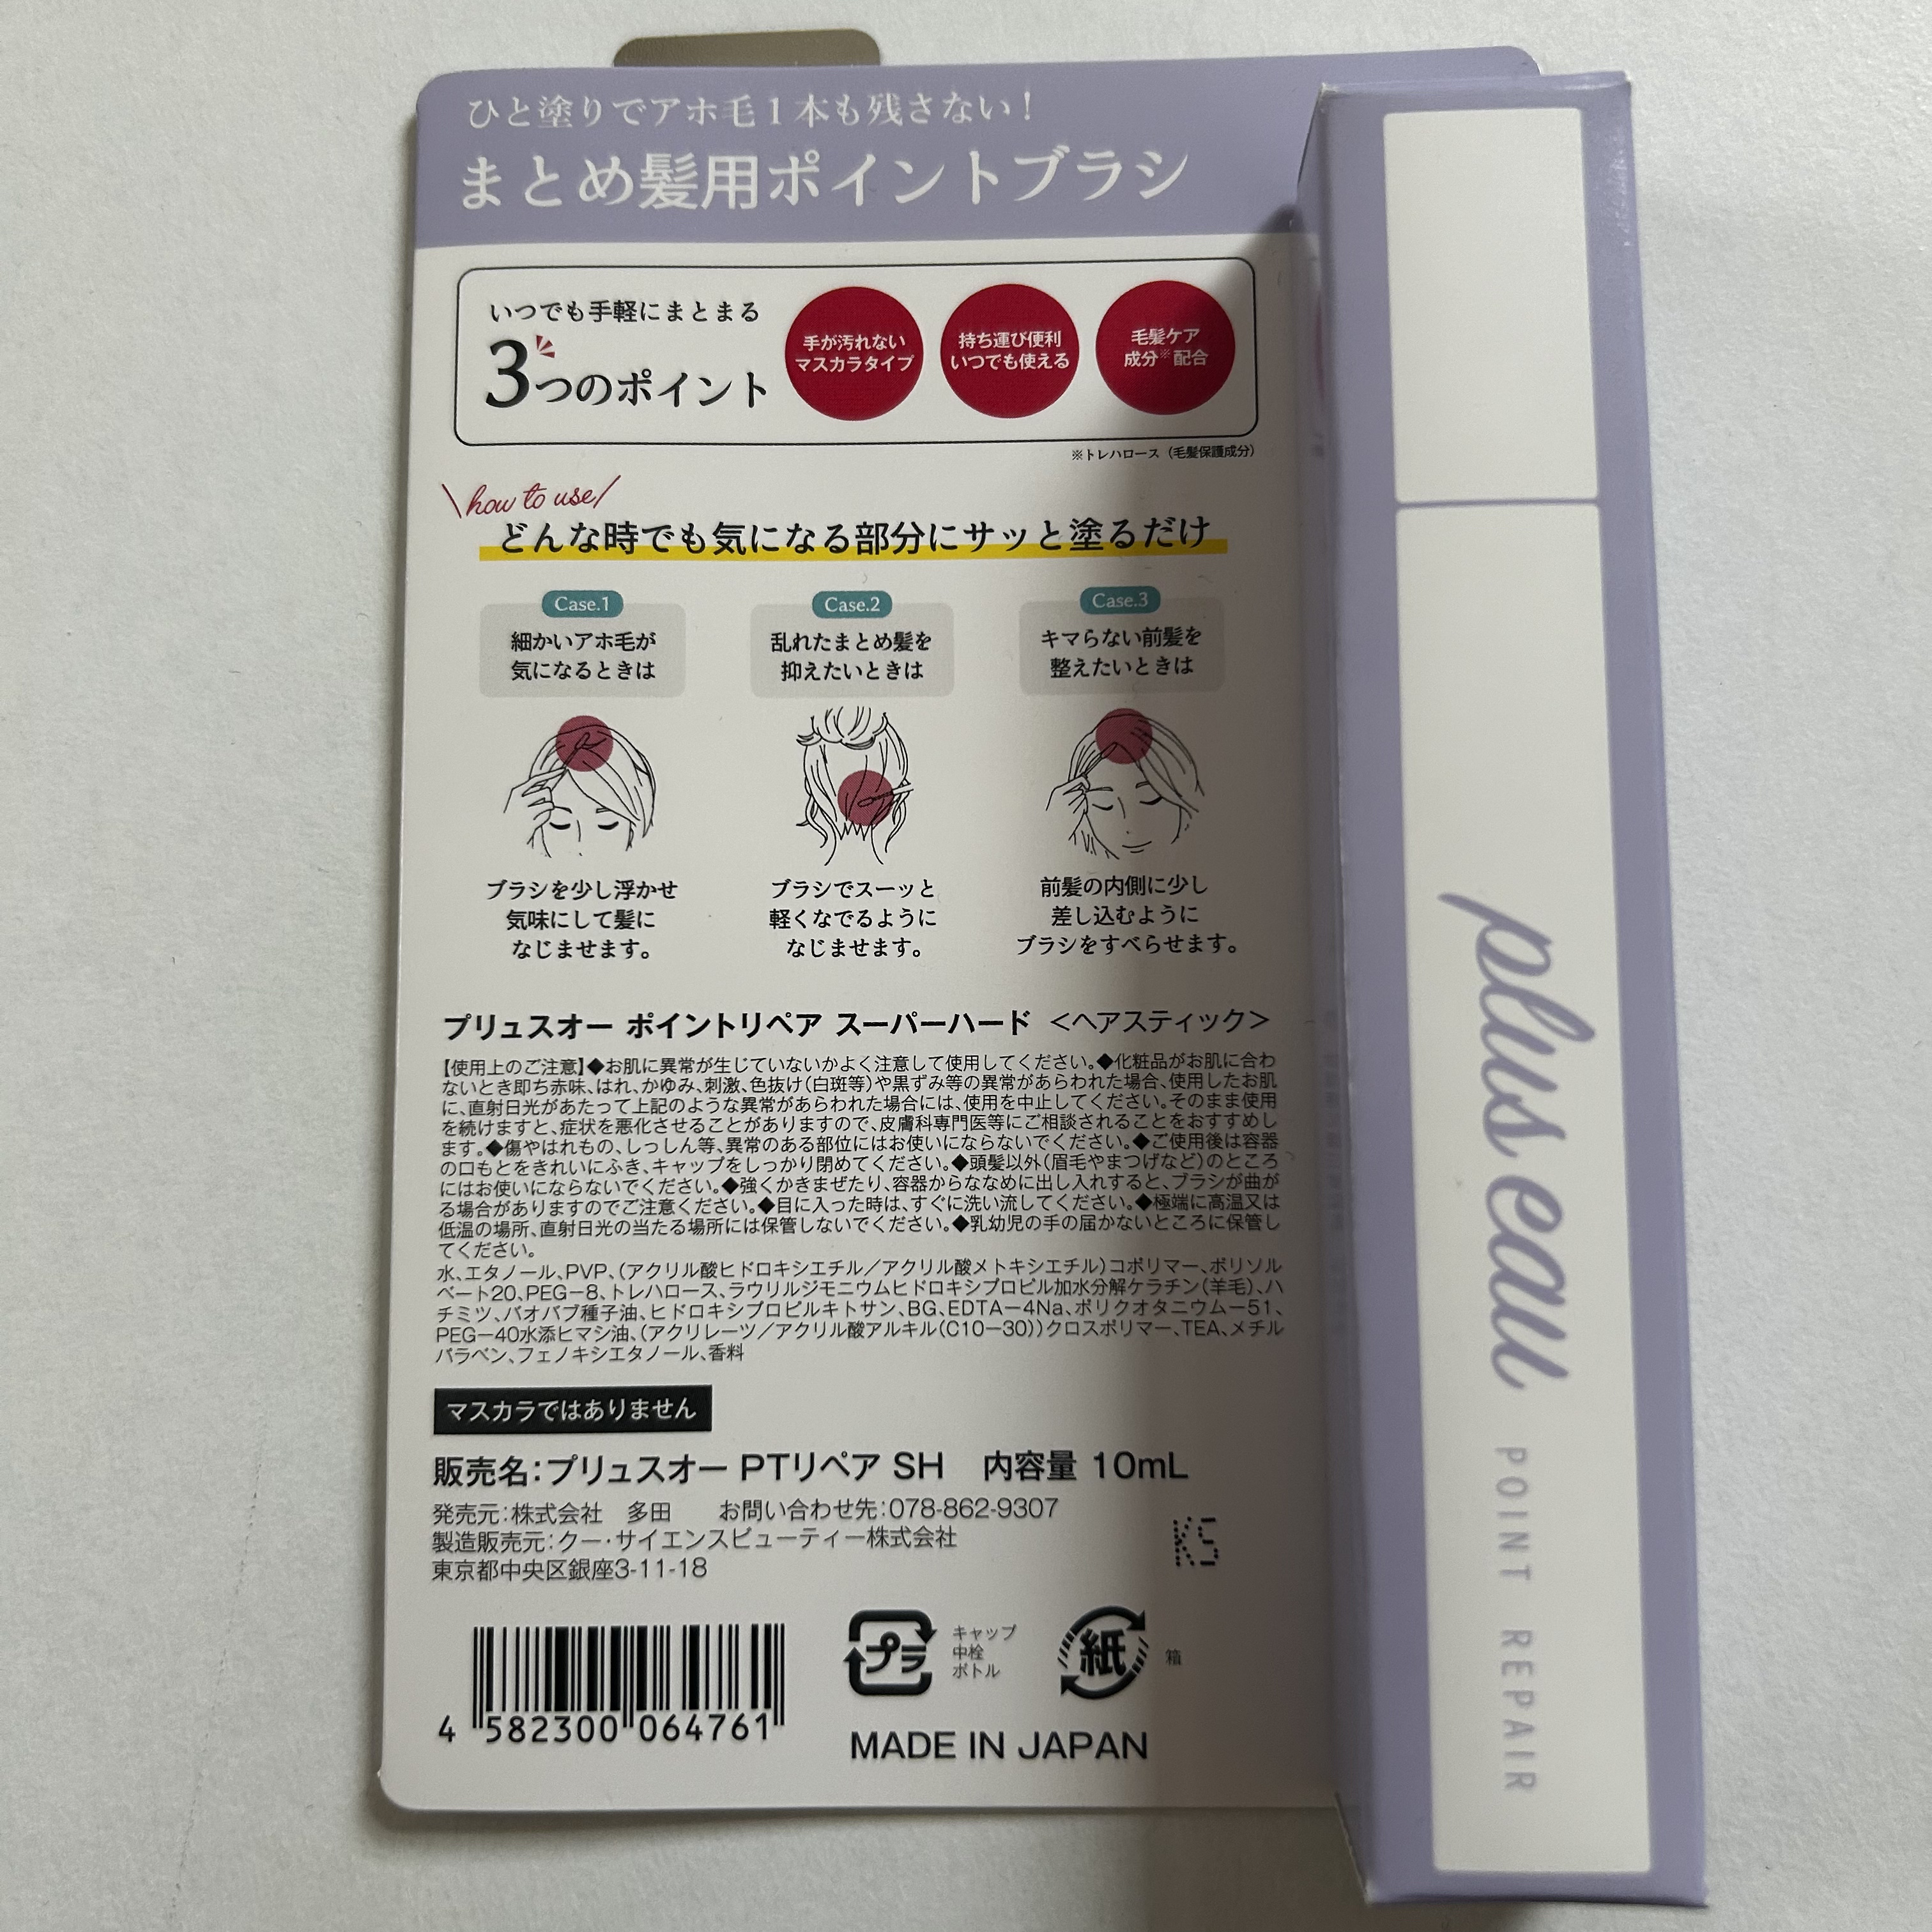 ひと塗りでアホ毛1本も残さない!
まとめ髪用ポイントブラシ
いつでも手軽にまとまる
3つのポイント
手が汚れない
マスカラタイプ
持ち運び便利
いつでも使える
毛髪ケア
成分※配合
※トレハロース(毛髪保護成分)
\how to use/
どんな時でも気になる部分にサッと塗るだけ
Case.1
細かいアホ毛が
気になるときは
ブラシを少し浮かせ
気味にして髪に
なじませます。
Case.2
乱れたまとめ髪を
抑えたいときは
ブラシでスーッと
軽くなでるように
なじませます。
Case.3
キマらない前髪を
整えたいときは
前髪の内側に少し
差し込むように
ブラシをすべらせます。
プリュスオー ポイントリペア スーパーハード <ヘアスティック>
【使用上のご注意】◆お肌に異常が生じていないかよく注意して使用してください。◆化粧品がお肌に合わ
ないとき即ち赤味、はれ、かゆみ、刺激、色抜け(白斑等)や黒ずみ等の異常があらわれた場合、使用したお肌
に、直射日光があたって上記のような異常があらわれた場合には、使用を中止してください。そのまま使用
を続けますと、症状を悪化させることがありますので、皮膚科専門医等にご相談されることをおすすめし
ます。◆傷やはれもの、しっしん等、異常のある部位にはお使いにならないでください。◆ご使用後は容器
の口もとをきれいにふき、キャップをしっかり閉めてください。◆頭髪以外(眉毛やまつげなど)のところ
にはお使いにならないでください。◆強くかきまぜたり、容器からななめに出し入れすると、ブラシが曲が
る場合がありますのでご注意ください。◆目に入った時は、すぐに洗い流してください。◆極端に高温又は
低温の場所、直射日光の当たる場所には保管しないでください。◆乳幼児の手の届かないところに保管し
てください。
水、エタノール、PVP、(アクリル酸ヒドロキシエチル/アクリル酸メトキシエチル)コポリマー、ポリソル
ベート20、PEG-8、トレハロース、ラウリルジモニウムヒドロキシプロピル加水分解ケラチン(羊毛)、ハ
チミツ、バオバブ種子油、ヒドロキシプロピルキトサン、BG、EDTA-4Na、ポリクオタニウム-51、
PEG-40水添ヒマシ油、(アクリレーツ/アクリル酸アルキル(C10-30))クロスポリマー、TEA、メチル
パラベン、フェノキシエタノール、香料
マスカラではありません
販売名:プリュスオー PTリペア SH 内容量 10mL
発売元:株式会社 多田 お問い合わせ先:078-862-9307
製造販売元:クー・サイエンスビューティー株式会社
東京都中央区銀座3-11-18
K5
4 582300 064761
プラ
キャップ
中栓
ボトル
紙
箱
MADE IN JAPAN
plus eau
POINT REPAIR